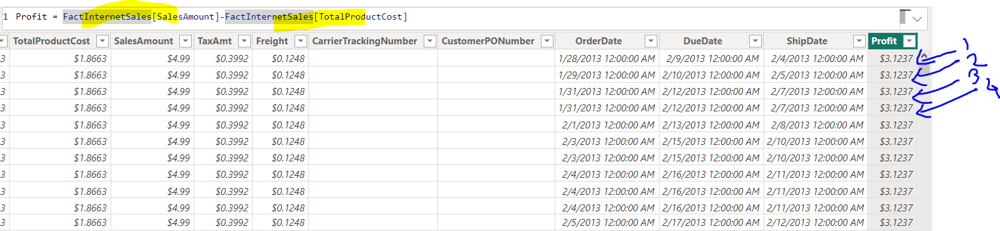 1 Profit = FactInternetSales[SalesAmount]-FactInternetSales[TotalProductCost]
TotalProductCost SalesAmount TaxAmt Freight CarrierTrackingNumber CustomerPONumber OrderDate DueDate ShipDate Profit 1
3 $1.8663 $4.99 $0.3992 $0.1248 1/28/2013 12:00:00 AM 2/9/2013 12:00:00 AM 2/4/2013 12:00:00 AM $3.1237 2
3 $1.8663 $4.99 $0.3992 $0.1248 1/29/2013 12:00:00 AM 2/10/2013 12:00:00 AM 2/5/2013 12:00:00 AM $3.1237 3
3 $1.8663 $4.99 $0.3992 $0.1248 1/31/2013 12:00:00 AM 2/12/2013 12:00:00 AM 2/7/2013 12:00:00 AM $3.1237 4
3 $1.8663 $4.99 $0.3992 $0.1248 1/31/2013 12:00:00 AM 2/12/2013 12:00:00 AM 2/7/2013 12:00:00 AM $3.1237
3 $1.8663 $4.99 $0.3992 $0.1248 2/1/2013 12:00:00 AM 2/13/2013 12:00:00 AM 2/8/2013 12:00:00 AM $3.1237
3 $1.8663 $4.99 $0.3992 $0.1248 2/3/2013 12:00:00 AM 2/15/2013 12:00:00 AM 2/10/2013 12:00:00 AM $3.1237
3 $1.8663 $4.99 $0.3992 $0.1248 2/3/2013 12:00:00 AM 2/15/2013 12:00:00 AM 2/10/2013 12:00:00 AM $3.1237
3 $1.8663 $4.99 $0.3992 $0.1248 2/4/2013 12:00:00 AM 2/16/2013 12:00:00 AM 2/11/2013 12:00:00 AM $3.1237
3 $1.8663 $4.99 $0.3992 $0.1248 2/4/2013 12:00:00 AM 2/16/2013 12:00:00 AM 2/11/2013 12:00:00 AM $3.1237
3 $1.8663 $4.99 $0.3992 $0.1248 2/4/2013 12:00:00 AM 2/16/2013 12:00:00 AM 2/11/2013 12:00:00 AM $3.1237
3 $1.8663 $4.99 $0.3992 $0.1248 2/5/2013 12:00:00 AM 2/17/2013 12:00:00 AM 2/12/2013 12:00:00 AM $3.1237